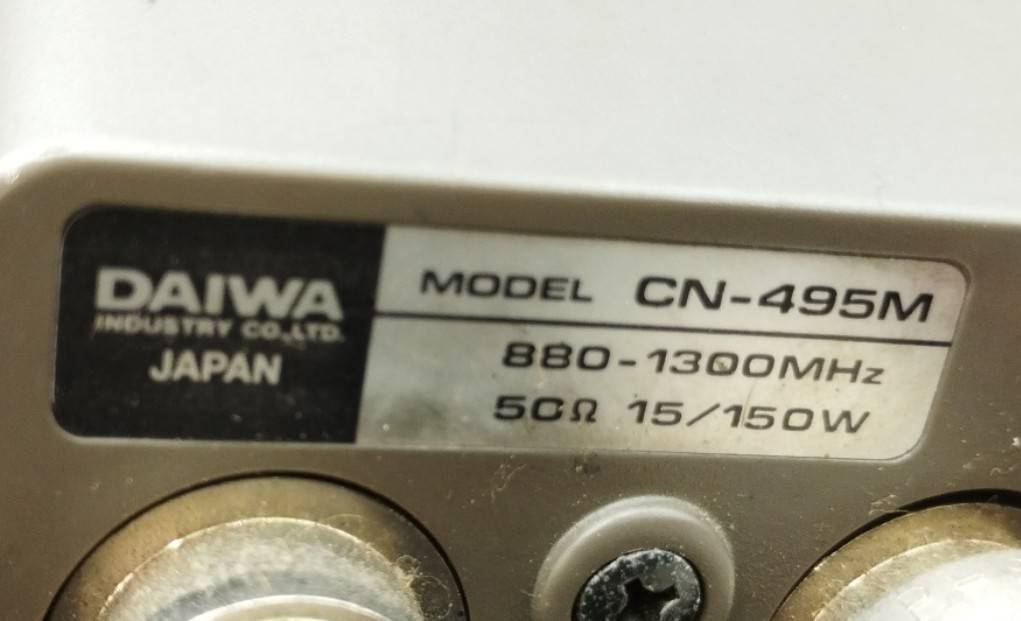 DAIWA
INDUSTRY CO.,LTD.
JAPAN
MODEL CN-495M
880-1300MHz
50Ω 15/150W